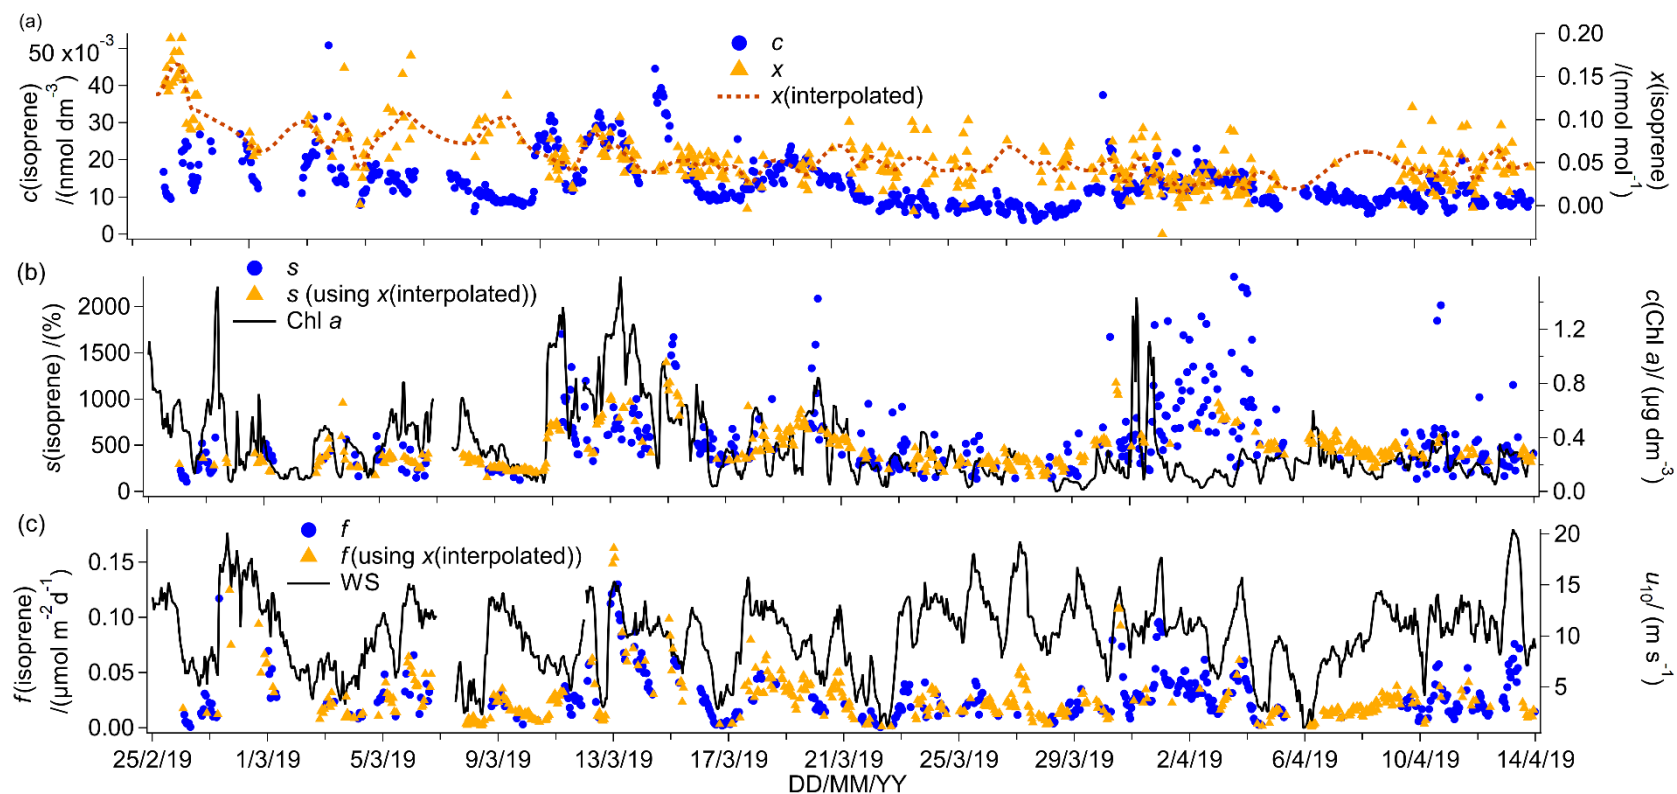 (a)
50 x10⁻³
40
30
20
10
0
c(isoprene)
/(nmol dm⁻³)
c
x
x(interpolated)
0.20
0.15
0.10
0.05
0.00
x(isoprene)
/(nmol mol⁻¹)
(b)
s
s (using x(interpolated))
Chl a
2000
1500
1000
500
0
s(isoprene) /(%)
1.2
0.8
0.4
0.0
c(Chl a)/ (µg dm⁻³)
(c)
f
f(using x(interpolated))
WS
0.15
0.10
0.05
0.00
f(isoprene)
/(µmol m⁻² d⁻¹)
20
15
10
5
u₁₀/ (m s⁻¹)
25/2/19 1/3/19 5/3/19 9/3/19 13/3/19 17/3/19 21/3/19 25/3/19 29/3/19 2/4/19 6/4/19 10/4/19 14/4/19
DD/MM/YY